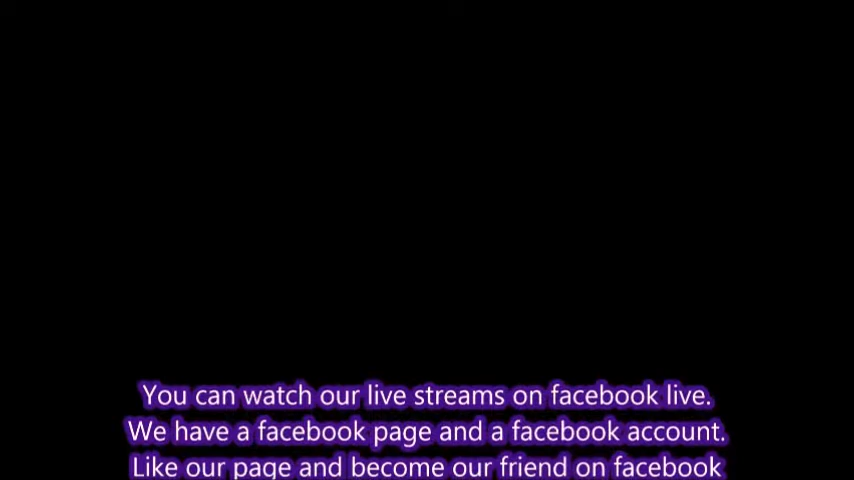 You can watch our live streams on facebook live.
We have a facebook page and a facebook account.
Like our page and become our friend on facebook